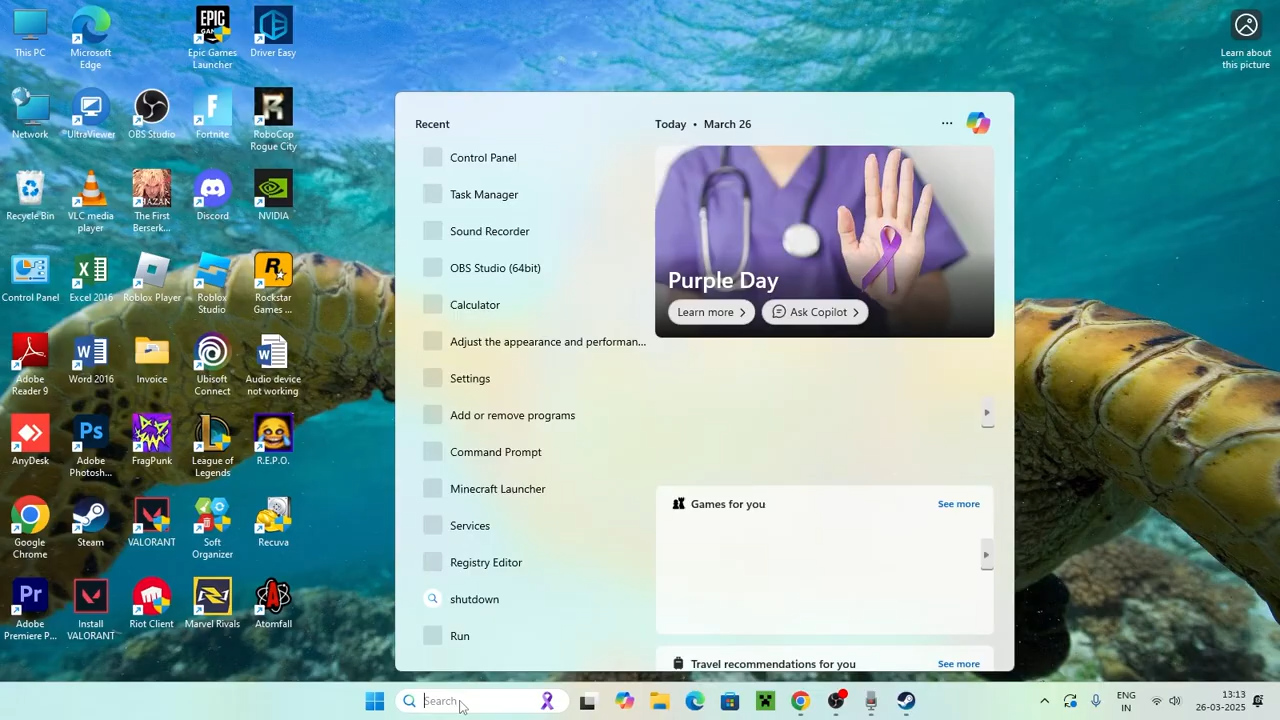 This PC
Microsoft
Edge
Epic Games
Launcher
Driver Easy
Network
UltraViewer
OBS Studio
Fortnite
RoboCop
Rogue City
Recycle Bin
VLC media
player
The First
Berserk...
Discord
NVIDIA
Control Panel
Excel 2016
Roblox Player
Roblox
Studio
Rockstar
Games ...
Adobe
Reader 9
Word 2016
Invoice
Ubisoft
Connect
Audio device
not working
AnyDesk
Adobe
Photosh...
FragPunk
League of
Legends
R.E.P.O.
Google
Chrome
Steam
VALORANT
Soft
Organizer
Recuva
Adobe
Premiere P...
Install
VALORANT
Riot Client
Marvel Rivals
Atomfall
Learn about
this picture
Recent
Control Panel
Task Manager
Sound Recorder
OBS Studio (64bit)
Calculator
Adjust the appearance and performan...
Settings
Add or remove programs
Command Prompt
Minecraft Launcher
Services
Registry Editor
shutdown
Run
Today • March 26
Purple Day
Learn more
Ask Copilot
Games for you
See more
Travel recommendations for you
See more
Search
ENG
IN
13:13
26-03-2025